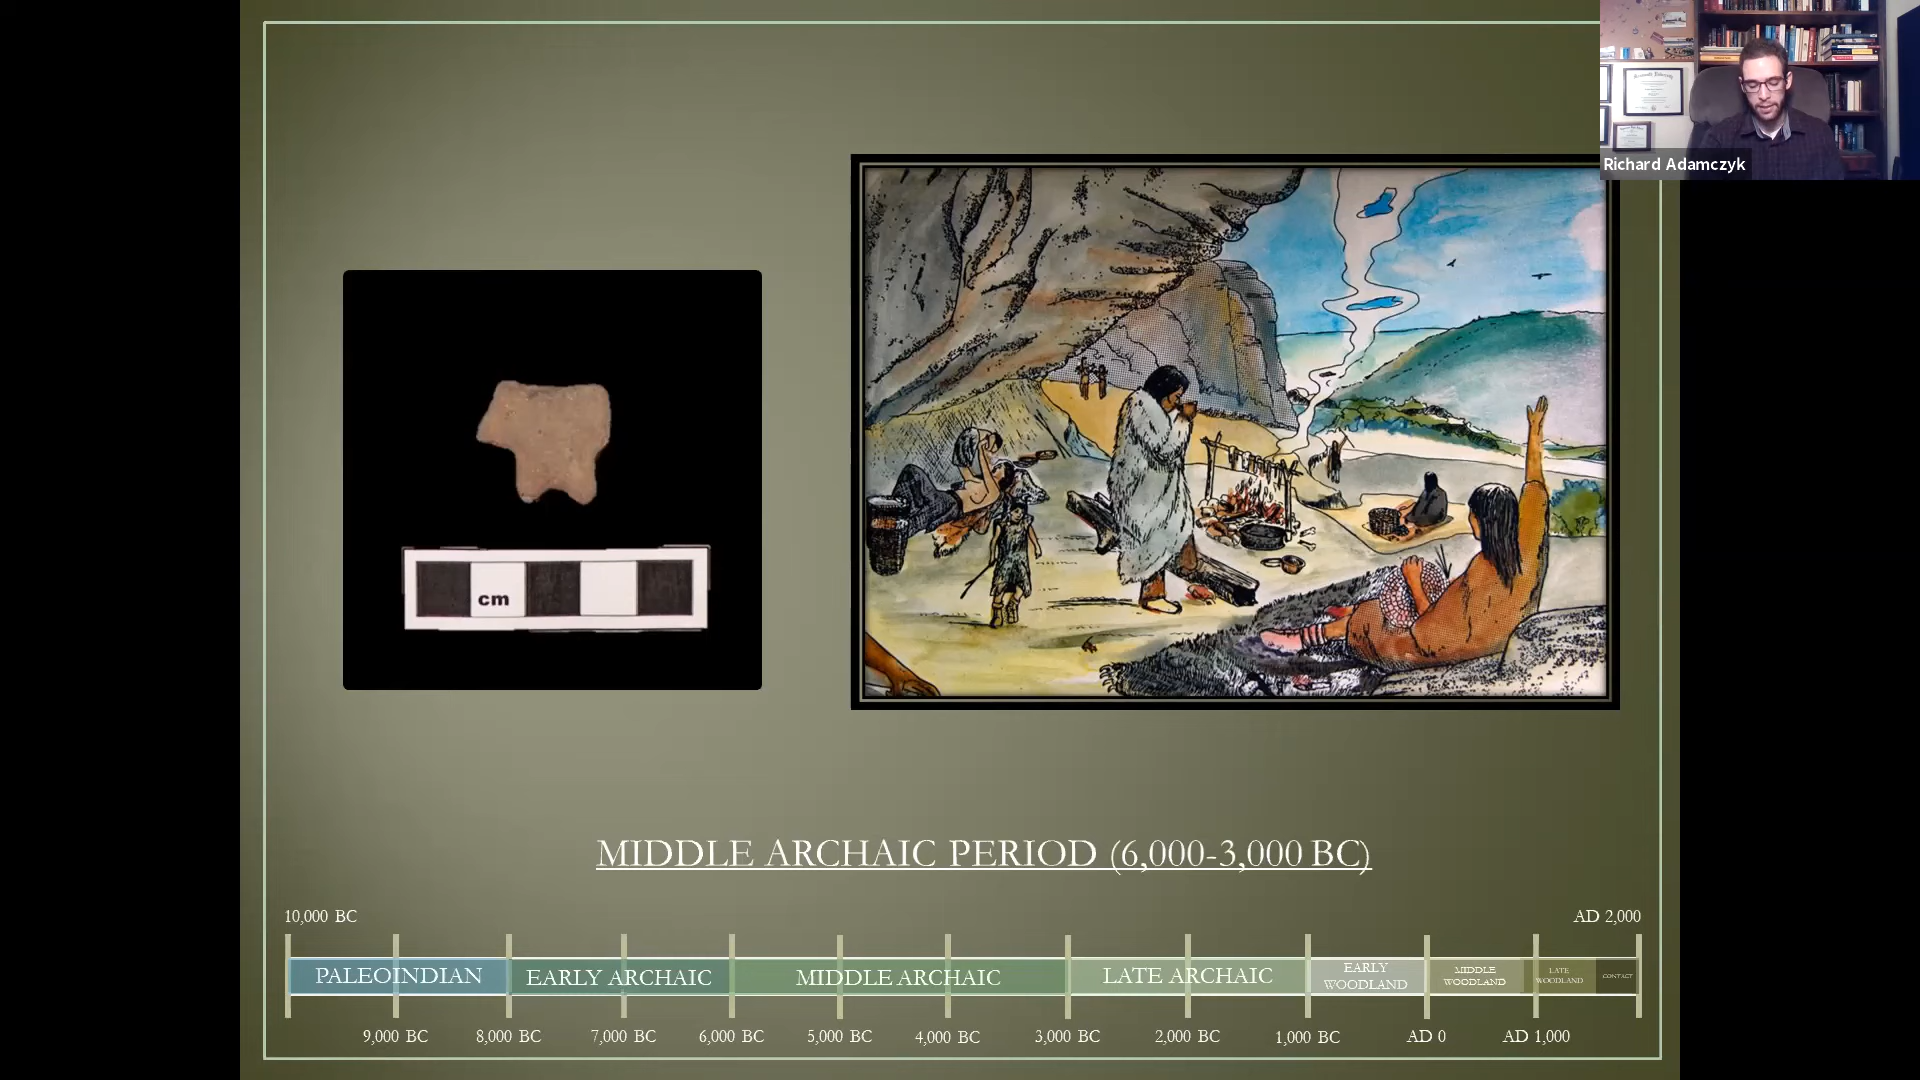 Richard Adamczyk
cm
MIDDLE ARCHAIC PERIOD (6,000-3,000 BC)
10,000 BC
AD 2,000
PALEOINDIAN
EARLY ARCHAIC
MIDDLE ARCHAIC
LATE ARCHAIC
EARLY
WOODLAND
MIDDLE
WOODLAND
LATE
WOODLAND
CONTACT
9,000 BC
8,000 BC
7,000 BC
6,000 BC
5,000 BC
4,000 BC
3,000 BC
2,000 BC
1,000 BC
AD 0
AD 1,000